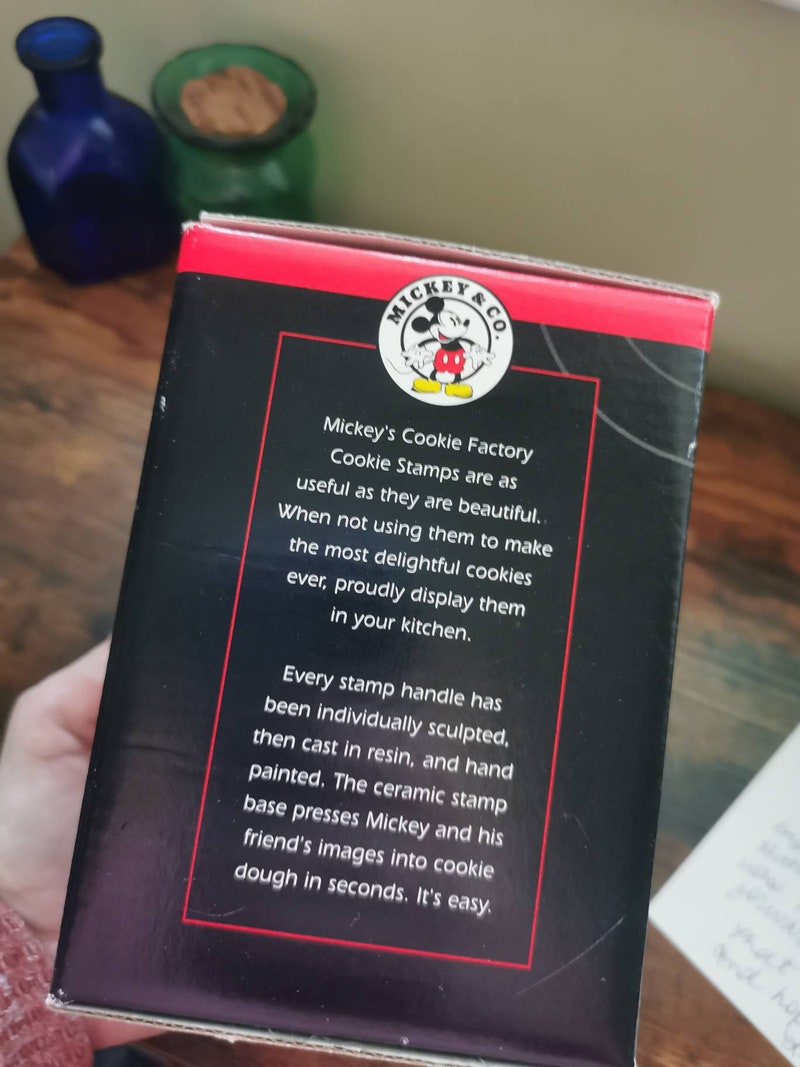 MICKEY & CO.
Mickey's Cookie Factory
Cookie Stamps are as
useful as they are beautiful.
When not using them to make
the most delightful cookies
ever, proudly display them
in your kitchen.
Every stamp handle has
been individually sculpted,
then cast in resin, and hand
painted. The ceramic stamp
base presses Mickey and his
friend's images into cookie
dough in seconds. It's easy.
and